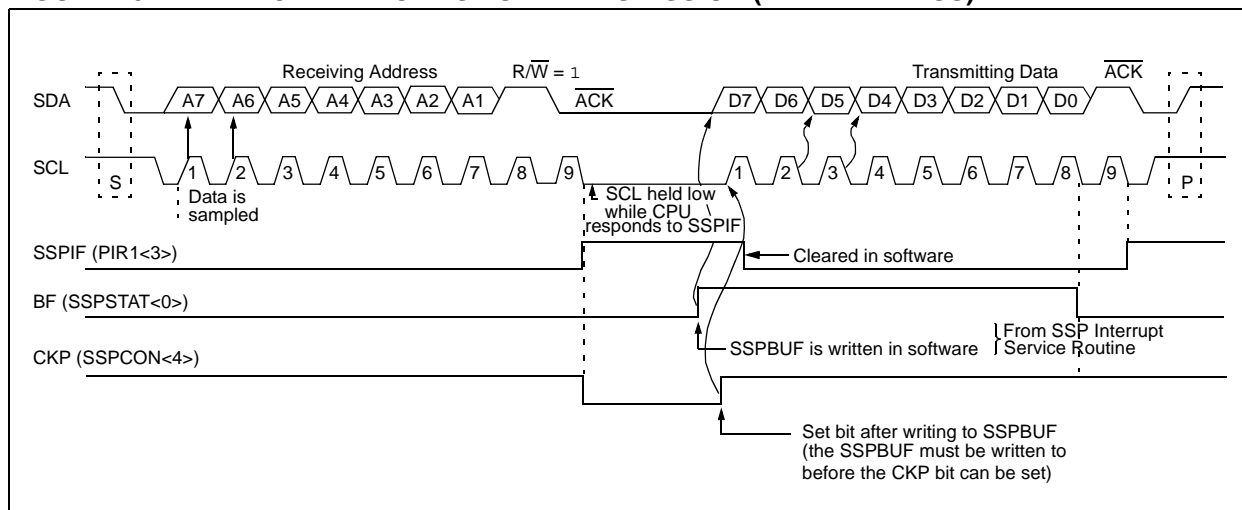 Receiving Address R/W = 1 Transmitting Data ACK
SDA A7 A6 A5 A4 A3 A2 A1 ACK D7 D6 D5 D4 D3 D2 D1 D0
SCL S 1 2 3 4 5 6 7 8 9 1 2 3 4 5 6 7 8 9 P
Data is
sampled
SCL held low
while CPU
responds to SSPIF
SSPIF (PIR1<3>)
Cleared in software
BF (SSPSTAT<0>)
SSPBUF is written in software
From SSP Interrupt
Service Routine
CKP (SSPCON<4>)
Set bit after writing to SSPBUF
(the SSPBUF must be written to
before the CKP bit can be set)